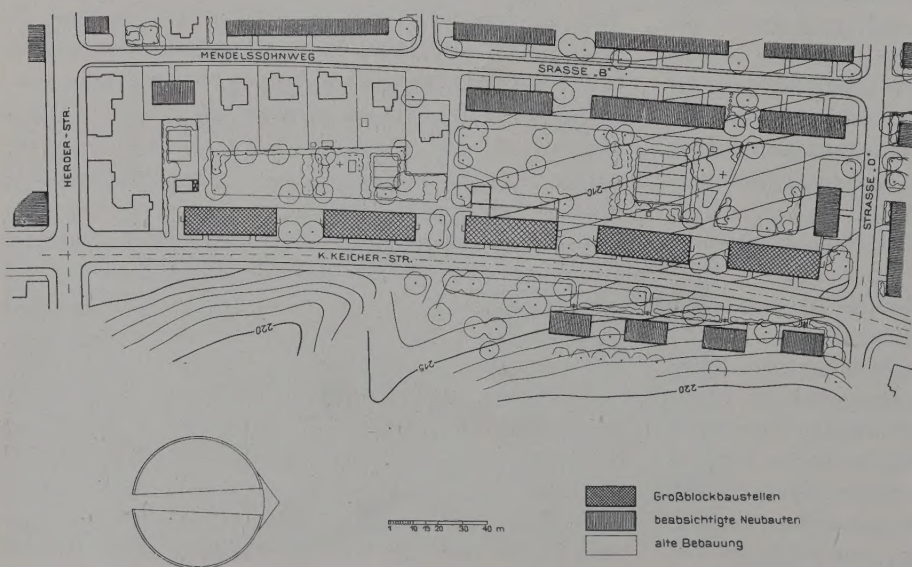 MENDELSSOHNWEG
SRASSE „B“
HERDER-STR.
210
STRASSE „D“
K. KEICHER-STR.
220
215
220
Großblockbaustellen
beabsichtigte Neubauten
alte Bebauung
1 10 15 20 30 40 m